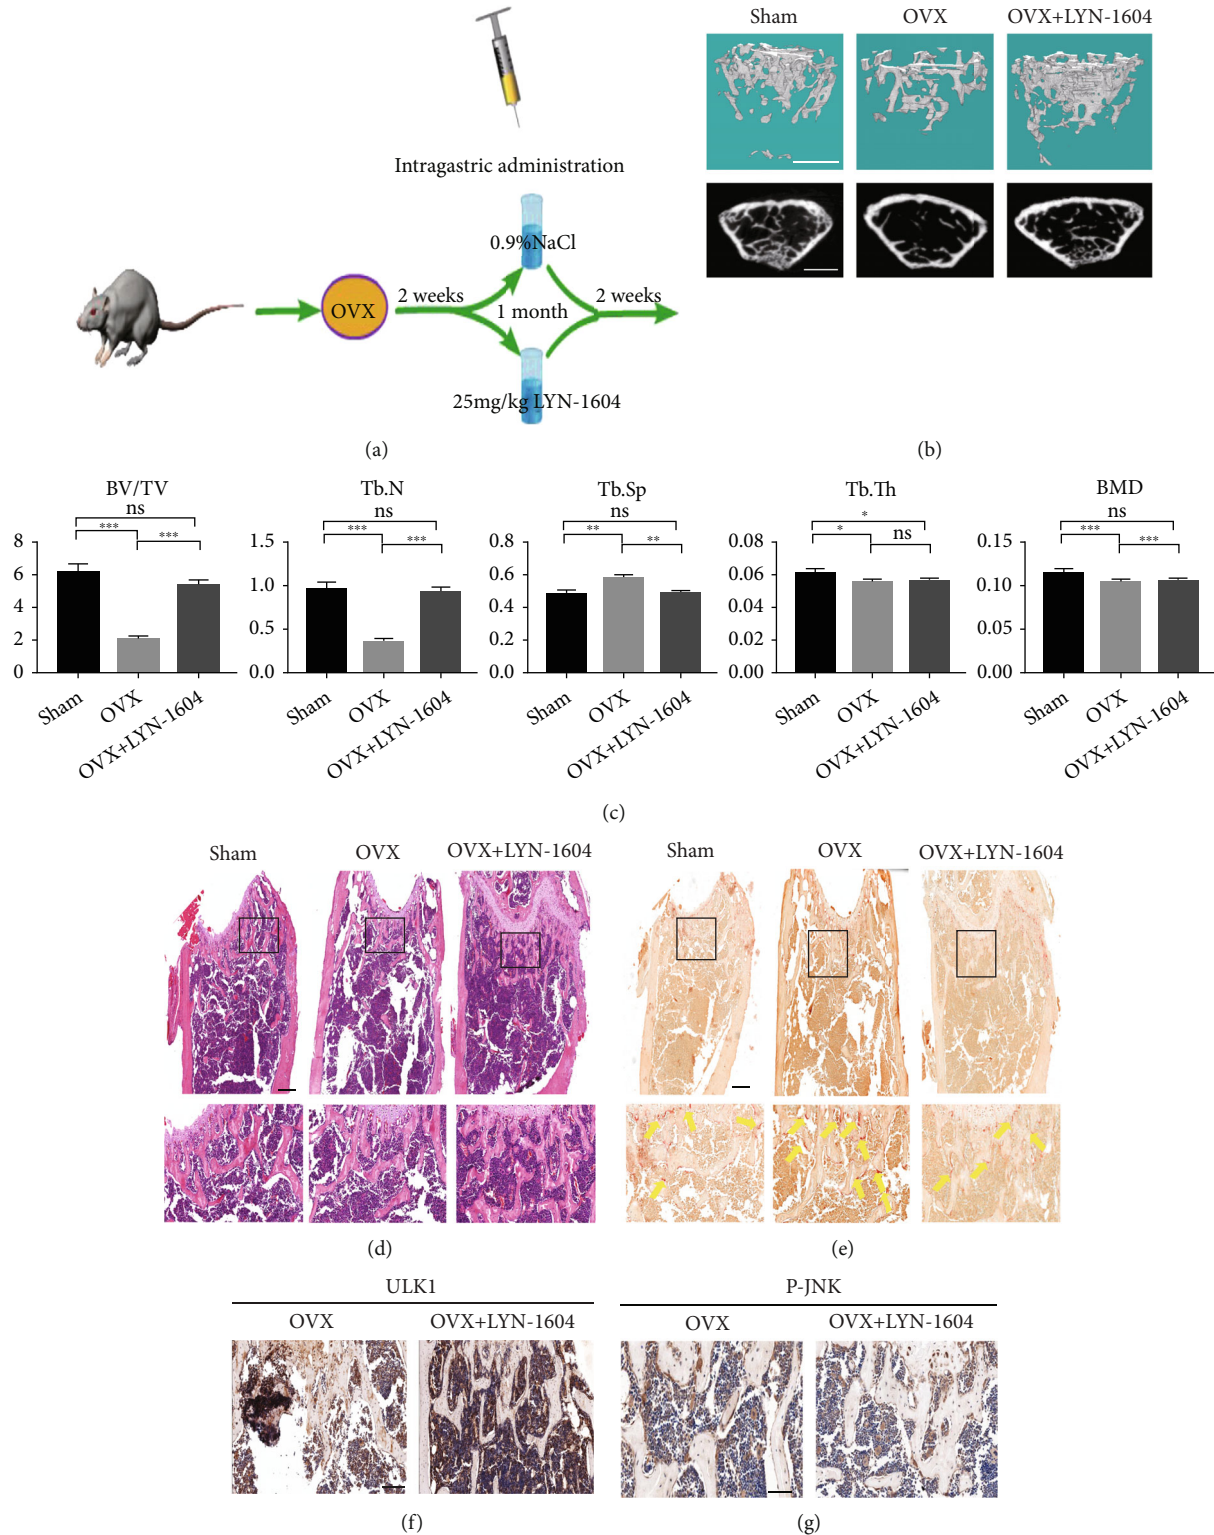 Sham OVX OVX+LYN-1604
Intragastric administration
0.9%NaCl
OVX 2 weeks 1 month 2 weeks
25mg/kg LYN-1604
(a) (b)
BV/TV Tb.N Tb.Sp Tb.Th BMD
ns ns ns * ns
*** *** *** *** ** ** * ns *** ***
6 1.5 0.8 0.08 0.15
4 1.0 0.6 0.06 0.10
2 0.5 0.4 0.04 0.05
0 0.0 0.2 0.02 0.00
8 0.0 0.00
Sham Sham Sham Sham Sham
OVX OVX OVX OVX OVX
OVX+LYN-1604 OVX+LYN-1604 OVX+LYN-1604 OVX+LYN-1604 OVX+LYN-1604
(c)
Sham OVX OVX+LYN-1604 Sham OVX OVX+LYN-1604
(d) (e)
ULK1 P-JNK
OVX OVX+LYN-1604 OVX OVX+LYN-1604
(f) (g)